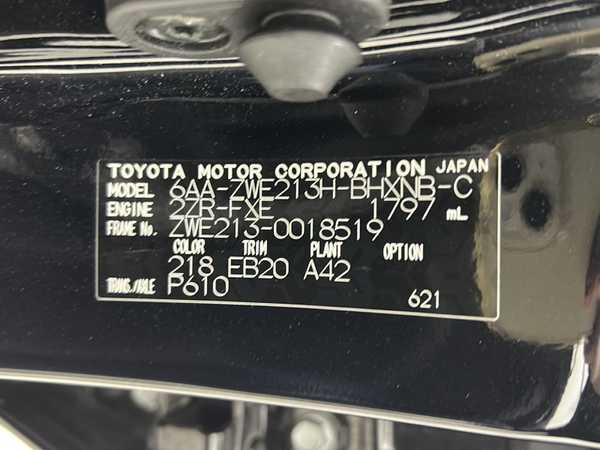 TOYOTA MOTOR CORPORATION JAPAN
MODEL 6AA-ZWE213H-BHXNB-C
ENGINE 2ZR-FXE 1797 mL
FRAME No. ZWE213-0018519
COLOR TRIM PLANT OPTION
218 EB20 A42
TRANS./AXLE P610
621